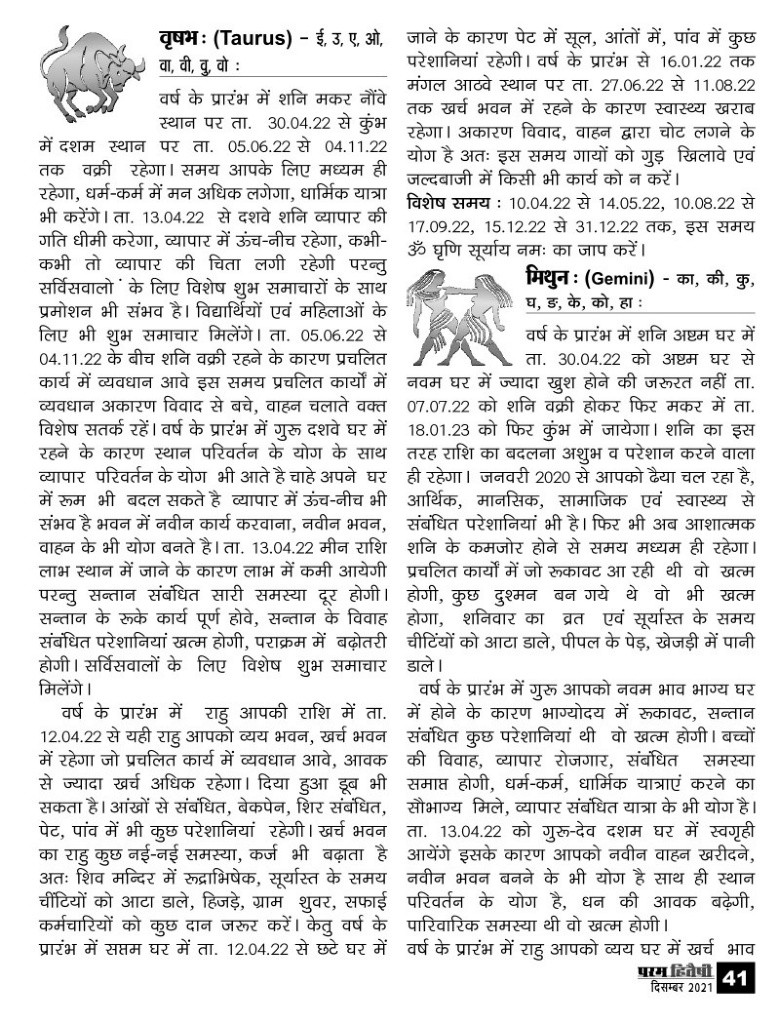 वृषभ: (Taurus) – ई, उ, ए, ओ,
वा, वी, वु, वो :
वर्ष के प्रारंभ में शनि मकर नौंवे
स्थान पर ता. 30.04.22 से कुंभ
में दशम स्थान पर ता. 05.06.22 से 04.11.22
तक वक्री रहेगा। समय आपके लिए मध्यम ही
रहेगा, धर्म-कर्म में मन अधिक लगेगा, धार्मिक यात्रा
भी करेंगे। ता. 13.04.22 से दशवे शनि व्यापार की
गति धीमी करेगा, व्यापार में ऊंच-नीच रहेगा, कभी-
कभी तो व्यापार की चिता लगी रहेगी परन्तु
सर्विसवालों के लिए विशेष शुभ समाचारों के साथ
प्रमोशन भी संभव है। विद्यार्थियों एवं महिलाओं के
लिए भी शुभ समाचार मिलेंगे। ता. 05.06.22 से
04.11.22 के बीच शनि वक्री रहने के कारण प्रचलित
कार्य में व्यवधान आवे इस समय प्रचलित कार्यों में
व्यवधान अकारण विवाद से बचे, वाहन चलाते वक्त
विशेष सतर्क रहें। वर्ष के प्रारंभ में गुरू दशवे घर में
रहने के कारण स्थान परिवर्तन के योग के साथ
व्यापार परिवर्तन के योग भी आते है चाहे अपने घर
में रूम भी बदल सकते है व्यापार में ऊंच-नीच भी
संभव है भवन में नवीन कार्य करवाना, नवीन भवन,
वाहन के भी योग बनते है। ता. 13.04.22 मीन राशि
लाभ स्थान में जाने के कारण लाभ में कमी आयेगी
परन्तु सन्तान संबंधित सारी समस्या दूर होगी।
सन्तान के रूके कार्य पूर्ण होवे, सन्तान के विवाह
संबंधित परेशानियां खत्म होगी, पराक्रम में बढ़ोतरी
होगी। सर्विसवालों के लिए विशेष शुभ समाचार
मिलेंगे।
वर्ष के प्रारंभ में राहु आपकी राशि में ता.
12.04.22 से यही राहु आपको व्यय भवन, खर्च भवन
में रहेगा जो प्रचलित कार्य में व्यवधान आवे, आवक
से ज्यादा खर्च अधिक रहेगा। दिया हुआ डूब भी
सकता है। आंखों से संबंधित, बेकपेन, शिर संबंधित,
पेट, पांव में भी कुछ परेशानियां रहेगी। खर्च भवन
का राहु कुछ नई-नई समस्या, कर्ज भी बढ़ाता है
अतः शिव मन्दिर में रूद्राभिषेक, सूर्यास्त के समय
चींटियों को आटा डाले, हिजड़े, ग्राम शुवर, सफाई
कर्मचारियों को कुछ दान जरूर करें। केतु वर्ष के
प्रारंभ में सप्तम घर में ता. 12.04.22 से छटे घर में
जाने के कारण पेट में सूल, आंतों में, पांव में कुछ
परेशानियां रहेगी। वर्ष के प्रारंभ से 16.01.22 तक
मंगल आठवे स्थान पर ता. 27.06.22 से 11.08.22
तक खर्च भवन में रहने के कारण स्वास्थ्य खराब
रहेगा। अकारण विवाद, वाहन द्वारा चोट लगने के
योग है अतः इस समय गायों को गुड़ खिलावे एवं
जल्दबाजी में किसी भी कार्य को न करें।
विशेष समय : 10.04.22 से 14.05.22, 10.08.22 से
17.09.22, 15.12.22 से 31.12.22 तक, इस समय
ॐ घृणि सूर्याय नमः का जाप करें।
मिथुन: (Gemini) - का, की, कु,
घ, ङ, के, को, हा :
वर्ष के प्रारंभ में शनि अष्टम घर में
ता. 30.04.22 को अष्टम घर से
नवम घर में ज्यादा खुश होने की जरूरत नहीं ता.
07.07.22 को शनि वक्री होकर फिर मकर में ता.
18.01.23 को फिर कुंभ में जायेगा। शनि का इस
तरह राशि का बदलना अशुभ व परेशान करने वाला
ही रहेगा। जनवरी 2020 से आपको ढैया चल रहा है,
आर्थिक, मानसिक, सामाजिक एवं स्वास्थ्य से
संबंधित परेशानियां भी है। फिर भी अब आशात्मक
शनि के कमजोर होने से समय मध्यम ही रहेगा।
प्रचलित कार्यों में जो रूकावट आ रही थी वो खत्म
होगी, कुछ दुश्मन बन गये थे वो भी खत्म
होगा, शनिवार का व्रत एवं सूर्यास्त के समय
चीटिंयों को आटा डाले, पीपल के पेड़, खेजड़ी में पानी
डाले।
वर्ष के प्रारंभ में गुरू आपको नवम भाव भाग्य घर
में होने के कारण भाग्योदय में रूकावट, सन्तान
संबंधित कुछ परेशानियां थी वो खत्म होगी। बच्चों
की विवाह, व्यापार रोजगार, संबंधित समस्या
समाप्त होगी, धर्म-कर्म, धार्मिक यात्राएं करने का
सौभाग्य मिले, व्यापार संबंधित यात्रा के भी योग है।
ता. 13.04.22 को गुरू-देव दशम घर में स्वगृही
आयेंगे इसके कारण आपको नवीन वाहन खरीदने,
नवीन भवन बनने के भी योग है साथ ही स्थान
परिवर्तन के योग है, धन की आवक बढ़ेगी,
पारिवारिक समस्या थी वो खत्म होगी।
वर्ष के प्रारंभ में राहु आपको व्यय घर में खर्च भाव
परम हितैषी
दिसम्बर 2021
41